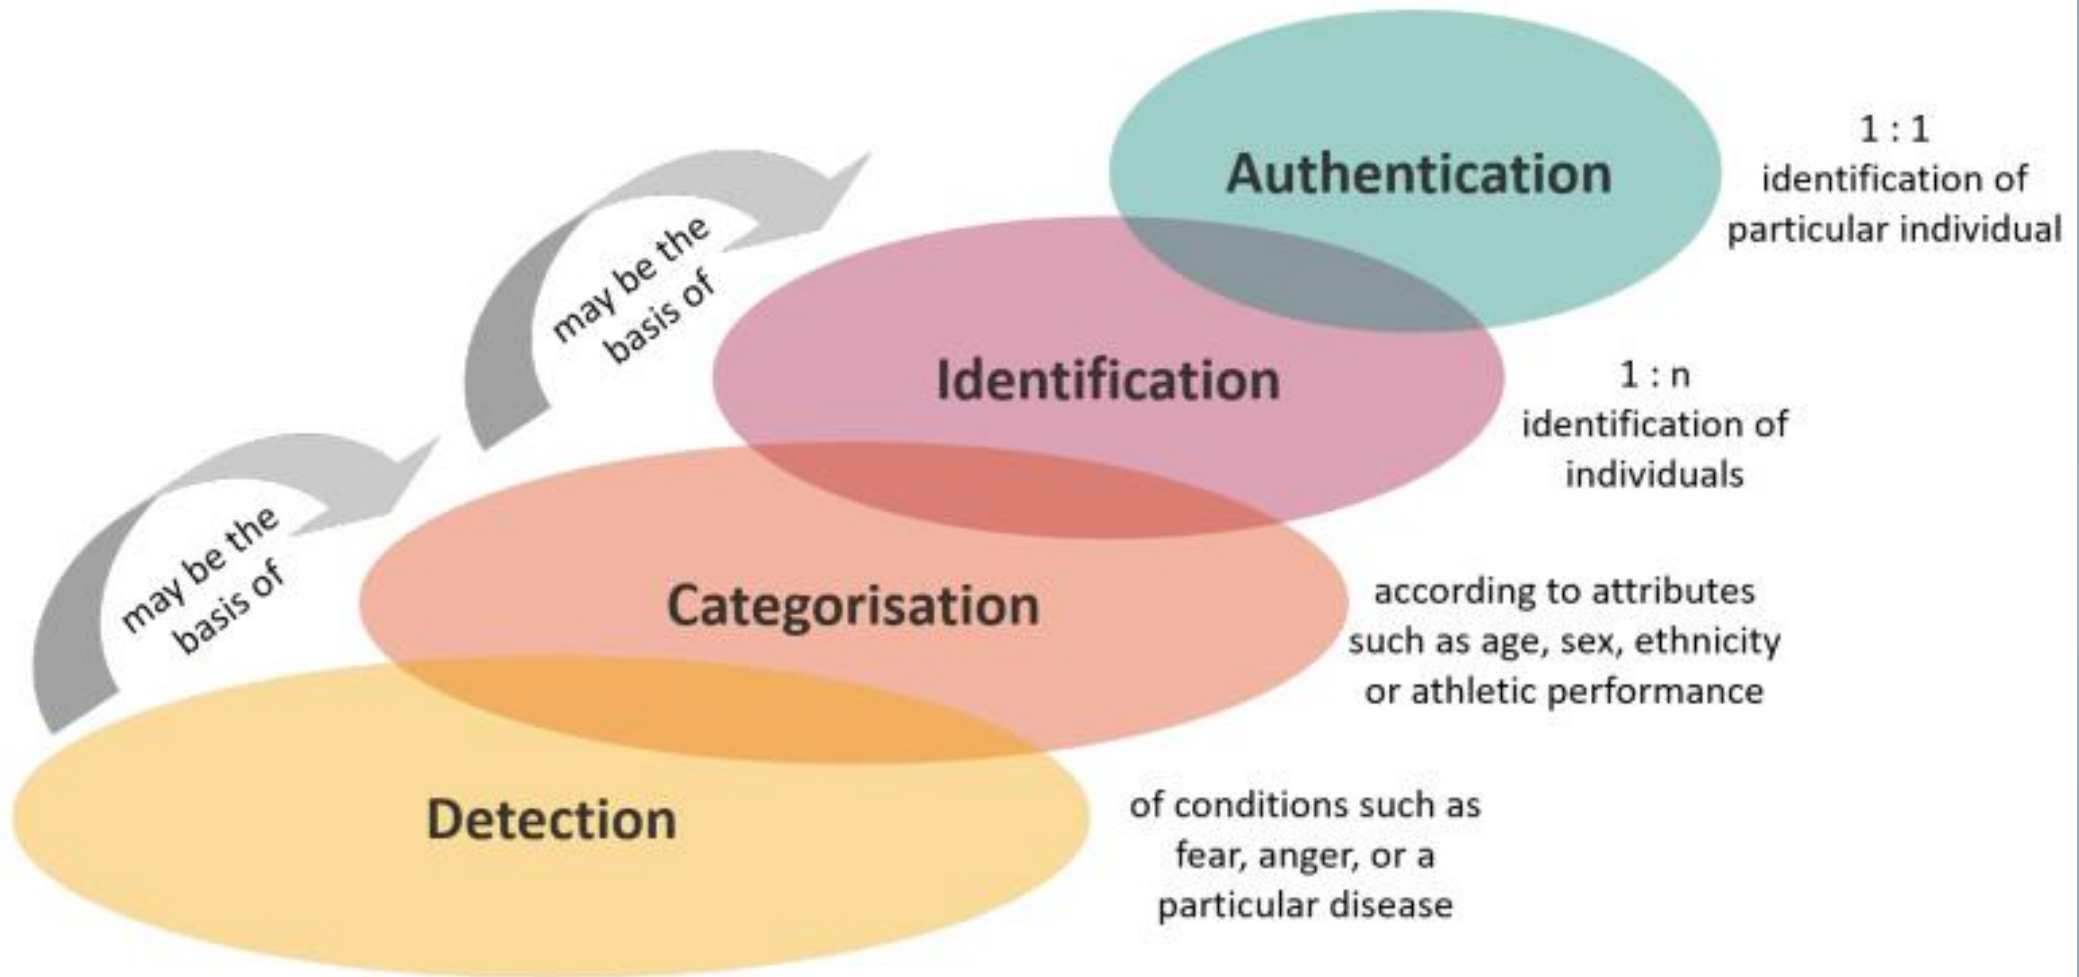 Authentication
1 : 1
identification of
particular individual
may be the
basis of
Identification
1 : n
identification of
individuals
may be the
basis of
Categorisation
according to attributes
such as age, sex, ethnicity
or athletic performance
Detection
of conditions such as
fear, anger, or a
particular disease